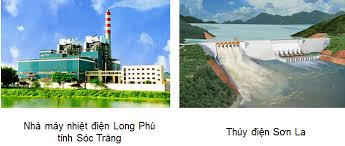 Nhà máy nhiệt điện Long Phú
tỉnh Sóc Trăng
Thủy điện Sơn La